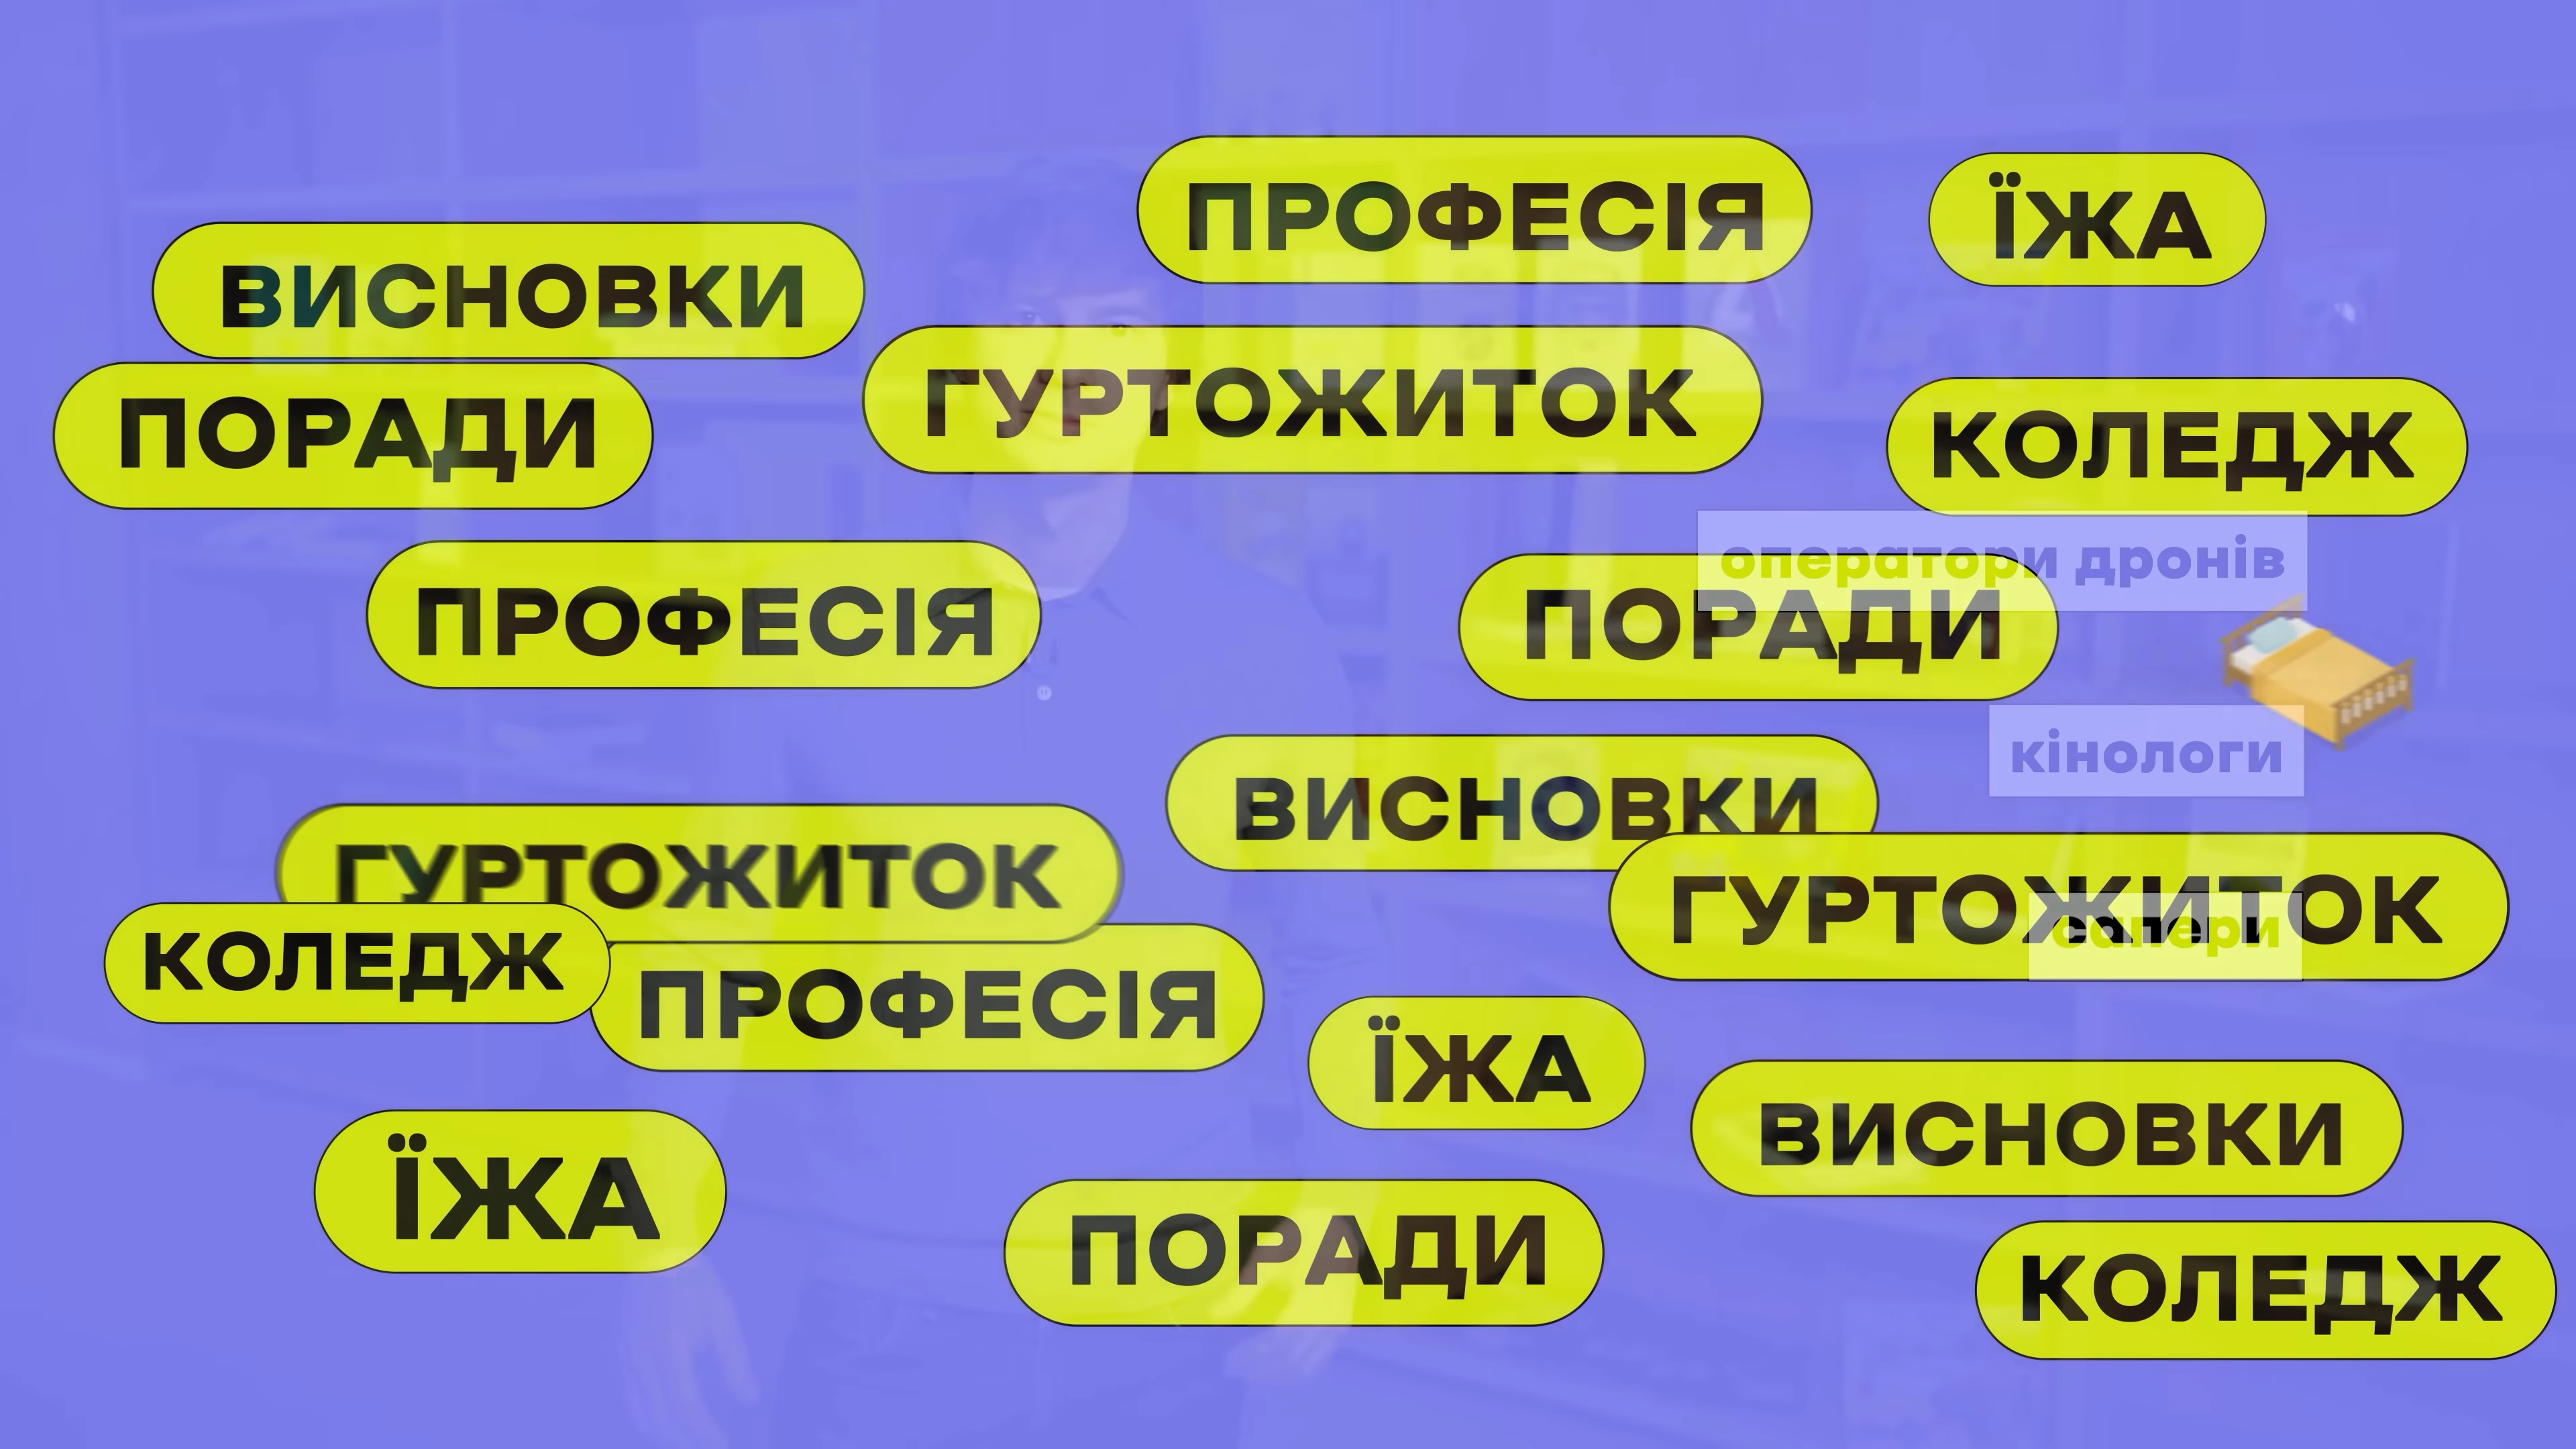 ПРОФЕСІЯ
ЇЖА
ВИСНОВКИ
ГУРТОЖИТОК
ПОРАДИ
КОЛЕДЖ
оператори дронів
ПРОФЕСІЯ
ПОРАДИ
кінологи
ВИСНОВКИ
ГУРТОЖИТОК
ГУРТОЖИТОК
сапери
КОЛЕДЖ
ПРОФЕСІЯ
ЇЖА
ВИСНОВКИ
ЇЖА
ПОРАДИ
КОЛЕДЖ